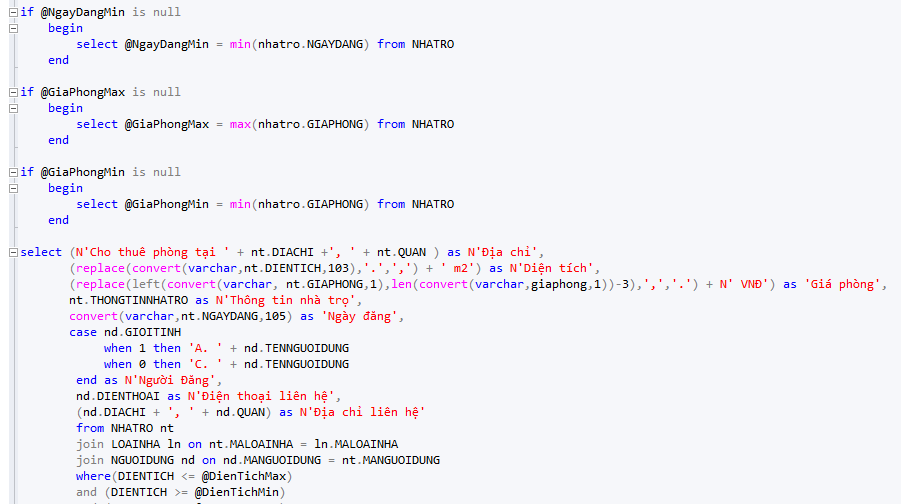 if @NgayDangMin is null
begin
select @NgayDangMin = min(nhatro.NGAYDANG) from NHATRO
end
if @GiaPhongMax is null
begin
select @GiaPhongMax = max(nhatro.GIAPHONG) from NHATRO
end
if @GiaPhongMin is null
begin
select @GiaPhongMin = min(nhatro.GIAPHONG) from NHATRO
end
select (N'Cho thuê phòng tại ' + nt.DIACHI +', ' + nt.QUAN ) as N'Địa chỉ',
(replace(convert(varchar,nt.DIENTICH,103),'.',',') + ' m2') as N'Diện tích',
(replace(left(convert(varchar, nt.GIAPHONG,1),len(convert(varchar,giaphong,1))-3),',','.') + N' VNĐ') as 'Giá phòng',
nt.THONGTINNHATRO as N'Thông tin nhà trọ',
convert(varchar,nt.NGAYDANG,105) as 'Ngày đăng',
case nd.GIOITINH
when 1 then 'A. ' + nd.TENNGUOIDUNG
when 0 then 'C. ' + nd.TENNGUOIDUNG
end as N'Người Đăng',
nd.DIENTHOAI as N'Điện thoại liên hệ',
(nd.DIACHI + ', ' + nd.QUAN) as N'Địa chỉ liên hệ'
from NHATRO nt
join LOAINHA ln on nt.MALOAINHA = ln.MALOAINHA
join NGUOIDUNG nd on nd.MANGUOIDUNG = nt.MANGUOIDUNG
where(DIENTICH <= @DienTichMax)
and (DIENTICH >= @DienTichMin)